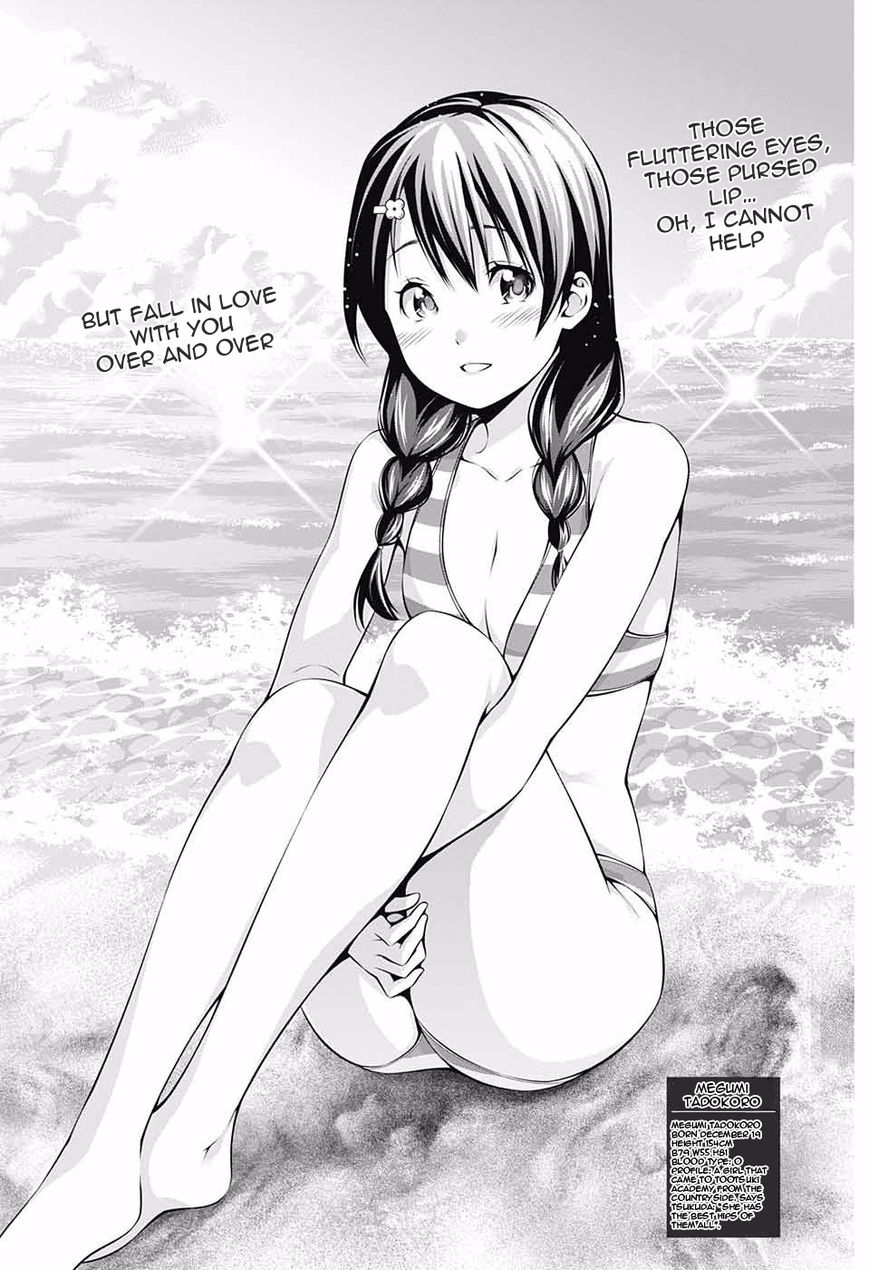 THOSE
FLUTTERING EYES,
THOSE PURSED
LIP...
OH, I CANNOT
HELP
BUT FALL IN LOVE
WITH YOU
OVER AND OVER
MEGUMI
TADOKORO
MEGUMI TADOKORO
BORN DECEMBER 19
HEIGHT 154CM
B79 W55 H81
BLOOD TYPE: O
PROFILE: A GIRL THAT
CAME TO TOOTSUKI
ACADEMY FROM THE
COUNTRYSIDE. SAYS
TSUKUDA: "SHE HAS
THE BEST HIPS OF
THEM ALL".